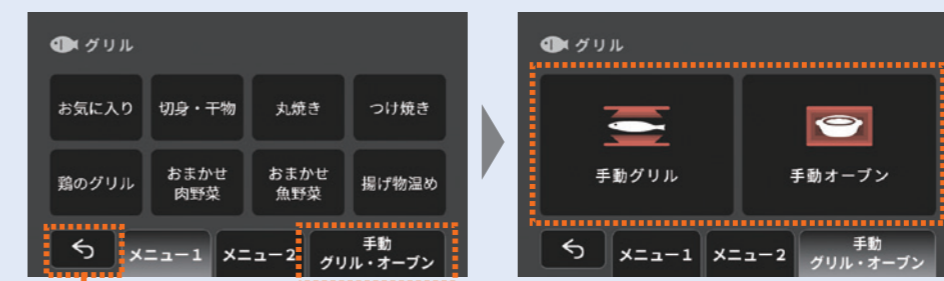 グリル
お気に入り
切身・干物
丸焼き
つけ焼き
鶏のグリル
おまかせ
肉野菜
おまかせ
魚野菜
揚げ物温め
メニュー1
メニュー2
手動
グリル・オーブン
グリル
手動グリル
手動オーブン
メニュー1
メニュー2
手動
グリル・オーブン